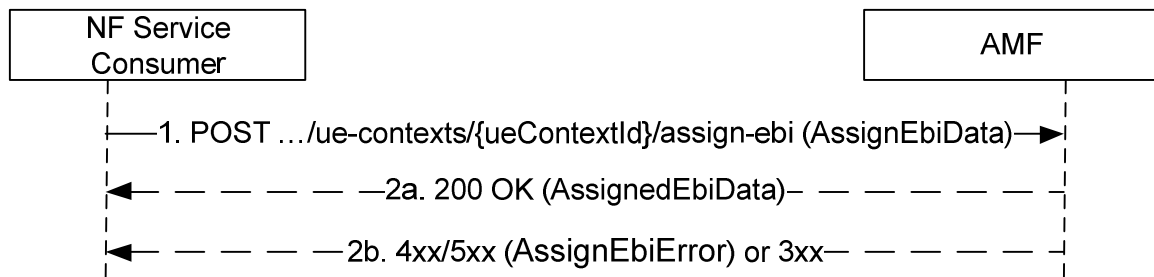 NF Service
Consumer
AMF
1. POST …/ue-contexts/{ueContextId}/assign-ebi (AssignEbiData)
2a. 200 OK (AssignedEbiData)
2b. 4xx/5xx (AssignEbiError) or 3xx